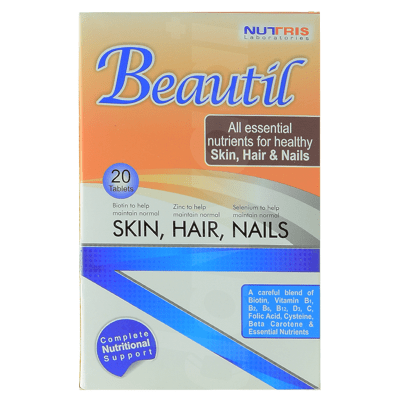 NUTRIS
Laboratories
Beautil
All essential
nutrients for healthy
Skin, Hair & Nails
20
Tablets
Biotin to help
maintain normal
Zinc to help
maintain normal
Selenium to help
maintain normal
SKIN, HAIR, NAILS
A careful blend of
Biotin, Vitamin B1,
B2, B6, B12, D3, C,
Folic Acid, Cysteine,
Beta Carotene &
Essential Nutrients
Complete
Nutritional
Support